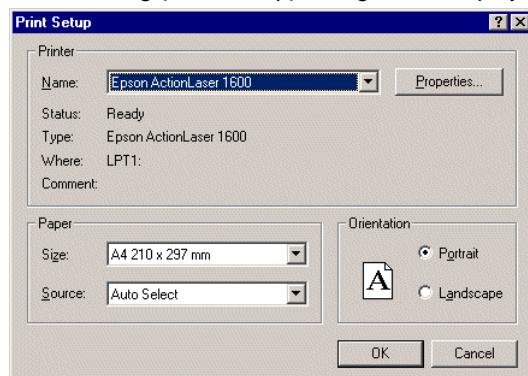 Print Setup
Printer
Name: Epson ActionLaser 1600 Properties...
Status: Ready
Type: Epson ActionLaser 1600
Where: LPT1:
Comment:
Paper
Size: A4 210 x 297 mm
Source: Auto Select
Orientation
A
Portrait
Landscape
OK Cancel